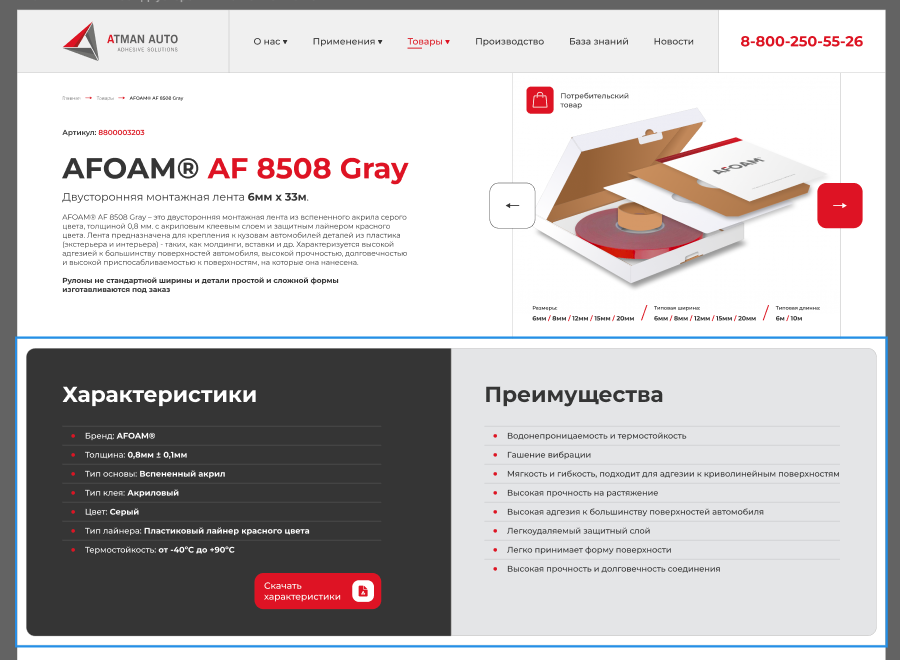 ATMAN AUTO
ADHESIVE SOLUTIONS
О нас ▾
Применения ▾
Товары ▾
Производство
База знаний
Новости
8-800-250-55-26
Главная → Товары → AFOAM® AF 8508 Gray
Артикул: 8800003203
AFOAM® AF 8508 Gray
Двусторонняя монтажная лента 6мм x 33м.
AFOAM® AF 8508 Gray – это двусторонняя монтажная лента из вспененного акрила серого
цвета, толщиной 0,8 мм. с акриловым клеевым слоем и защитным лайнером красного
цвета. Лента предназначена для крепления к кузовам автомобилей деталей из пластика
(экстерьера и интерьера) - таких, как молдинги, вставки и др. Характеризуется высокой
адгезией к большинству поверхностей автомобиля, высокой прочностью, долговечностью
и высокой приспосабливаемостью к поверхностям, на которые она нанесена.
Рулоны не стандартной ширины и детали простой и сложной формы
изготавливаются под заказ
Потребительский
товар
AFOAM
Размеры:
6мм / 8мм / 12мм / 15мм / 20мм
Типовая ширина:
6мм / 8мм / 12мм / 15мм / 20мм
Типовая длинна:
6м / 10м
Характеристики
Бренд: AFOAM®
Толщина: 0,8мм ± 0,1мм
Тип основы: Вспененный акрил
Тип клея: Акриловый
Цвет: Серый
Тип лайнера: Пластиковый лайнер красного цвета
Термостойкость: от -40°C до +90°C
Скачать
характеристики
Преимущества
Водонепроницаемость и термостойкость
Гашение вибрации
Мягкость и гибкость, подходит для адгезии к криволинейным поверхностям
Высокая прочность на растяжение
Высокая адгезия к большинству поверхностей автомобиля
Легкоудаляемый защитный слой
Легко принимает форму поверхности
Высокая прочность и долговечность соединения